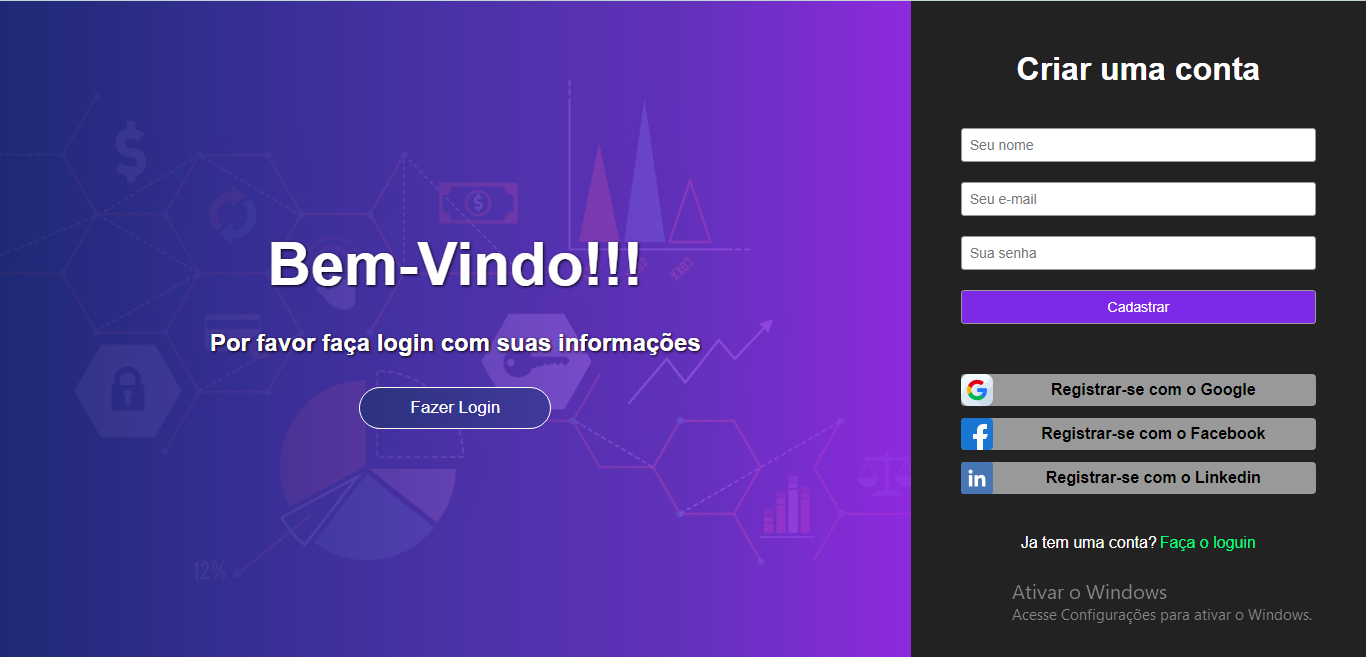 Bem-Vindo!!!
Por favor faça login com suas informações
Fazer Login
12%
XX03
Criar uma conta
Seu nome
Seu e-mail
Sua senha
Cadastrar
Registrar-se com o Google
Registrar-se com o Facebook
in
Registrar-se com o Linkedin
Ja tem uma conta? Faça o loguin
Ativar o Windows
Acesse Configurações para ativar o Windows.